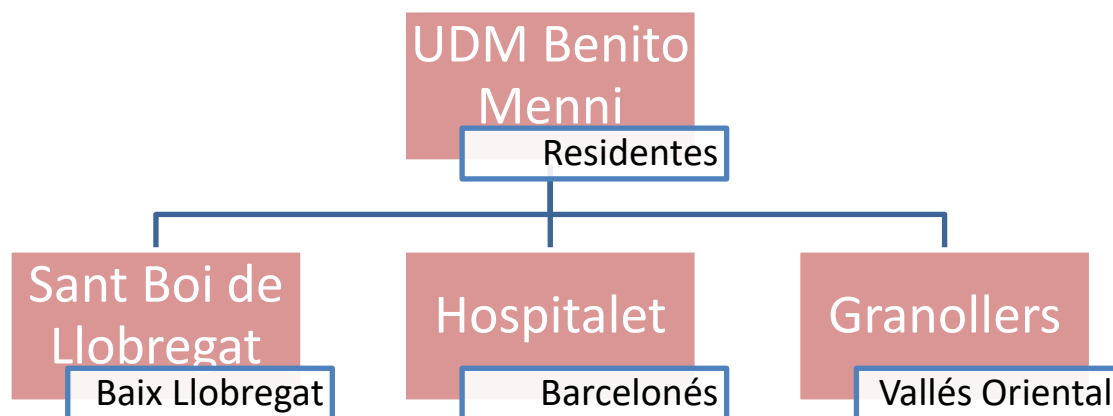 UDM Benito
Menni
Residentes
Sant Boi de
Llobregat
Baix Llobregat
Hospitalet
Barcelonés
Granollers
Vallés Oriental